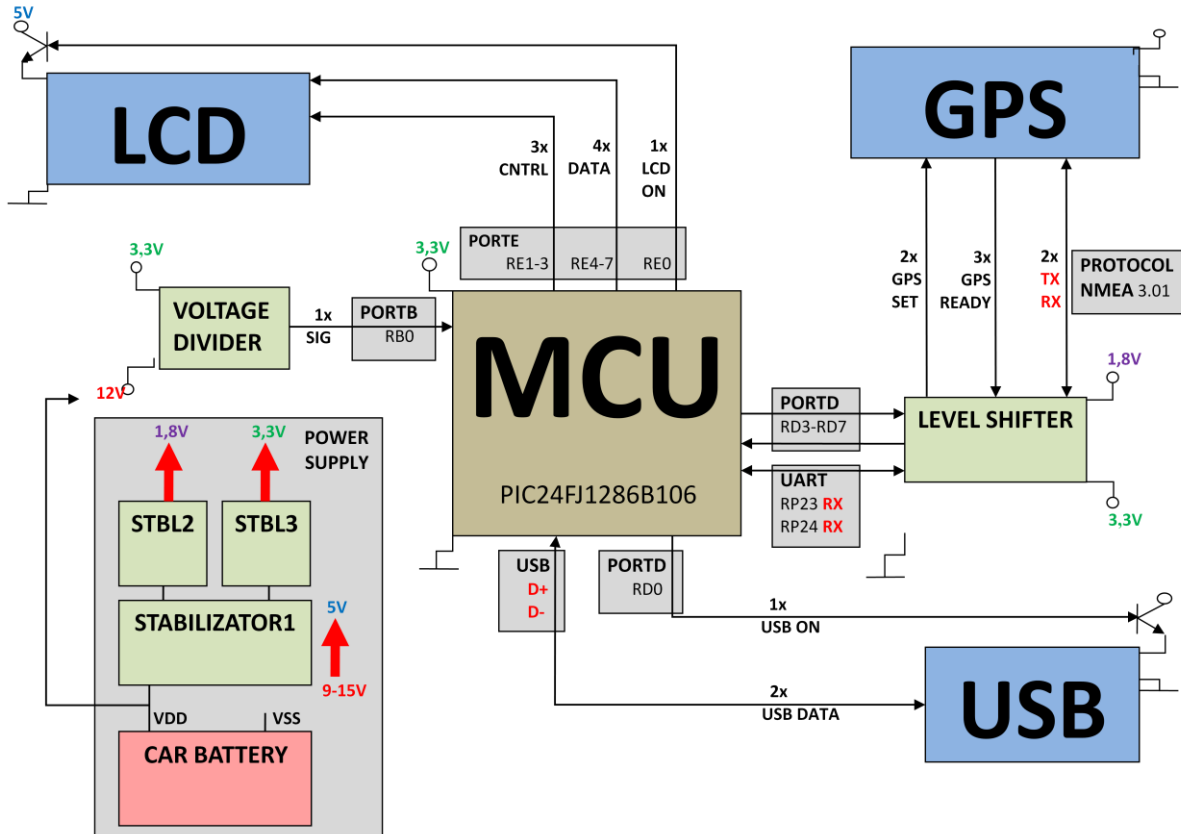 5V
LCD
GPS
3x
CNTRL
4x
DATA
1x
LCD
ON
2x
GPS
SET
3x
GPS
READY
2x
TX
RX
PROTOCOL
NMEA 3.01
3,3V
VOLTAGE
DIVIDER
12V
1x
SIG
PORTB
RB0
3,3V
PORTE
RE1-3 RE4-7 RE0
MCU
PIC24FJ1286B106
PORTD
RD3-RD7
UART
RP23 RX
RP24 RX
1,8V
LEVEL SHIFTER
3,3V
POWER
SUPPLY
1,8V
3,3V
STBL2
STBL3
STABILIZATOR1
5V
9-15V
VDD
VSS
CAR BATTERY
USB
D+
D-
PORTD
RD0
1x
USB ON
2x
USB DATA
USB